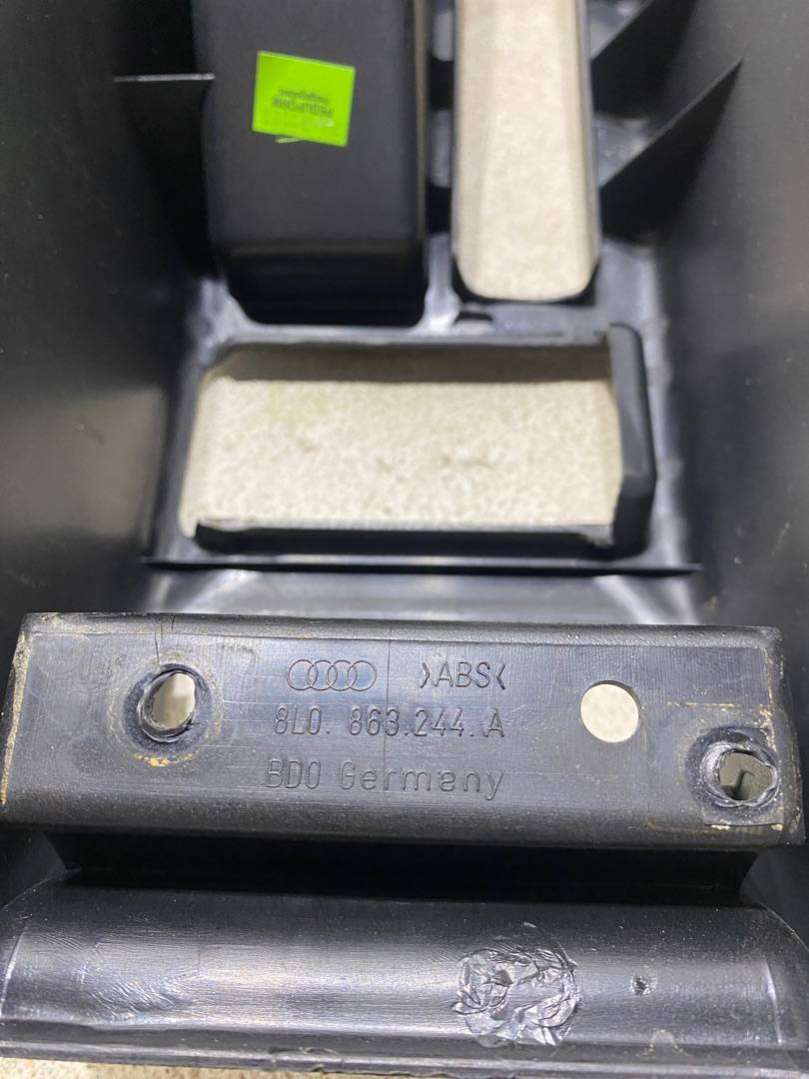 >ABS<
8L0. 863.244. A
BDO Germany